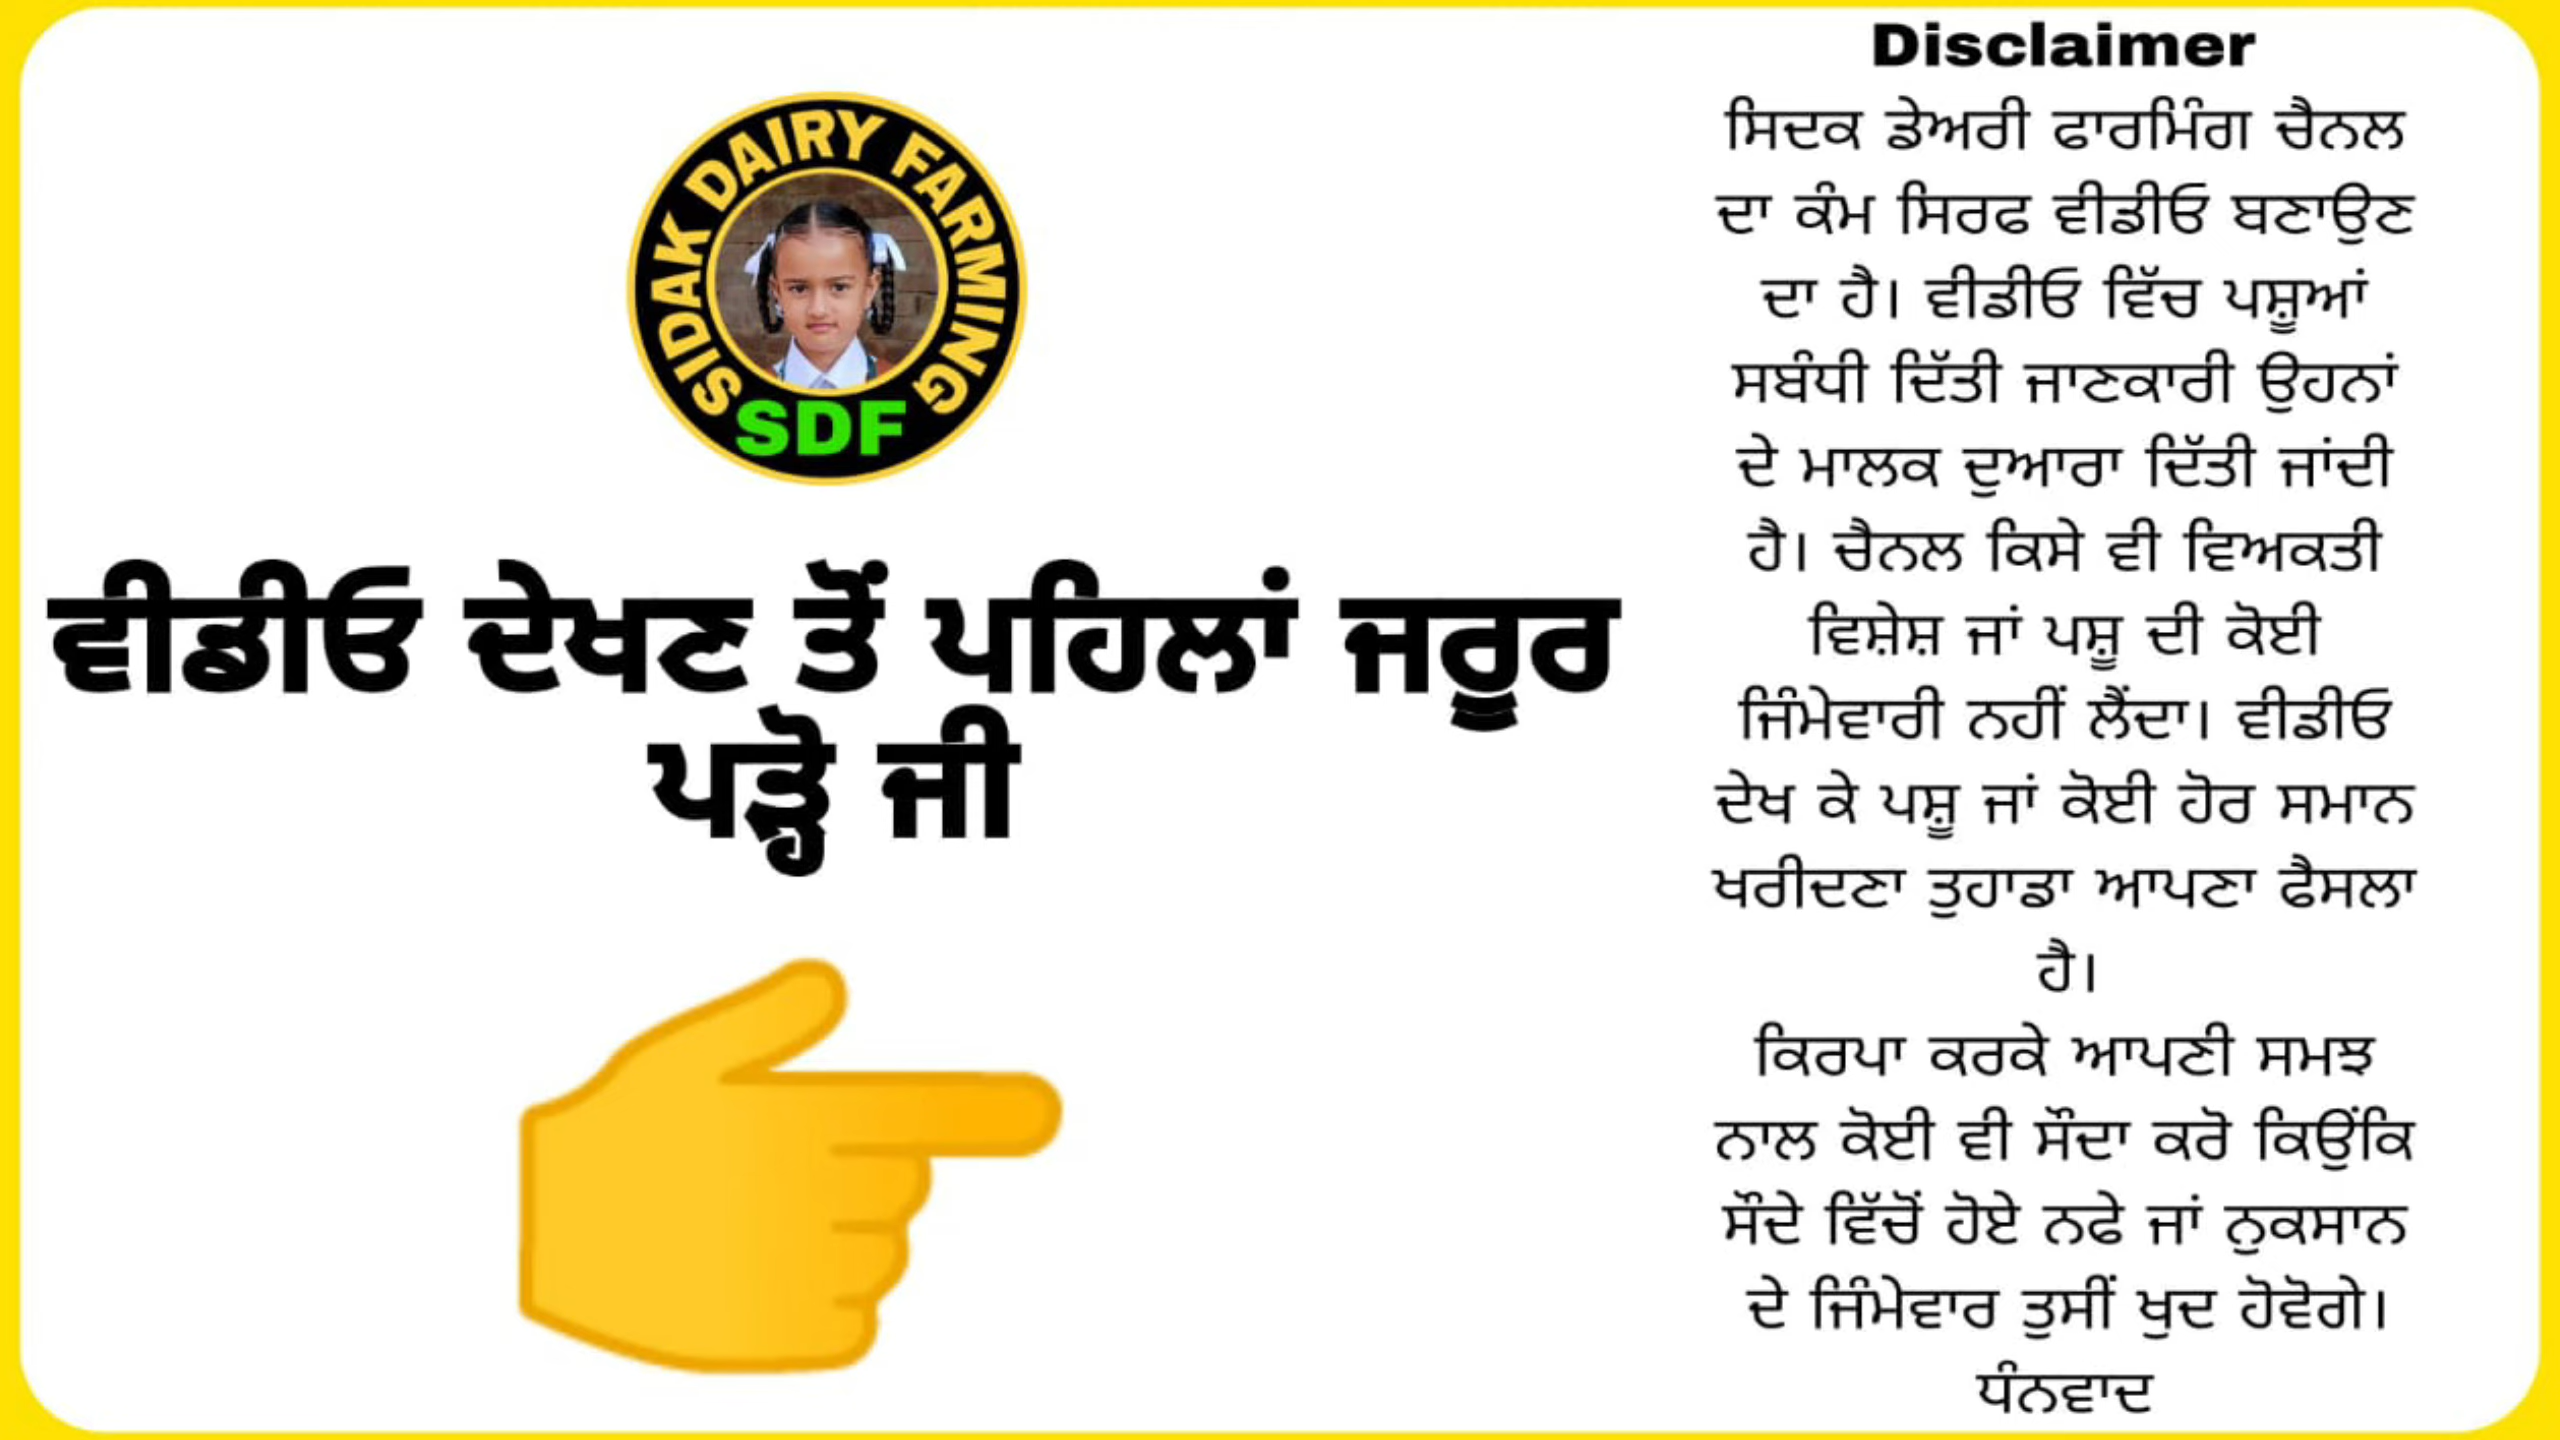 SIDAK DAIRY FARMING
SDF
ਵੀਡੀਓ ਦੇਖਣ ਤੋਂ ਪਹਿਲਾਂ ਜਰੂਰ
ਪੜ੍ਹੋ ਜੀ
Disclaimer
ਸਿਦਕ ਡੇਅਰੀ ਫਾਰਮਿੰਗ ਚੈਨਲ
ਦਾ ਕੰਮ ਸਿਰਫ ਵੀਡੀਓ ਬਣਾਉਣ
ਦਾ ਹੈ। ਵੀਡੀਓ ਵਿੱਚ ਪਸ਼ੂਆਂ
ਸਬੰਧੀ ਦਿੱਤੀ ਜਾਣਕਾਰੀ ਉਹਨਾਂ
ਦੇ ਮਾਲਕ ਦੁਆਰਾ ਦਿੱਤੀ ਜਾਂਦੀ
ਹੈ। ਚੈਨਲ ਕਿਸੇ ਵੀ ਵਿਅਕਤੀ
ਵਿਸ਼ੇਸ਼ ਜਾਂ ਪਸ਼ੂ ਦੀ ਕੋਈ
ਜਿੰਮੇਵਾਰੀ ਨਹੀਂ ਲੈਂਦਾ। ਵੀਡੀਓ
ਦੇਖ ਕੇ ਪਸ਼ੂ ਜਾਂ ਕੋਈ ਹੋਰ ਸਮਾਨ
ਖਰੀਦਣਾ ਤੁਹਾਡਾ ਆਪਣਾ ਫੈਸਲਾ
ਹੈ।
ਕਿਰਪਾ ਕਰਕੇ ਆਪਣੀ ਸਮਝ
ਨਾਲ ਕੋਈ ਵੀ ਸੌਦਾ ਕਰੋ ਕਿਉਂਕਿ
ਸੌਦੇ ਵਿੱਚੋਂ ਹੋਏ ਨਫੇ ਜਾਂ ਨੁਕਸਾਨ
ਦੇ ਜਿੰਮੇਵਾਰ ਤੁਸੀਂ ਖੁਦ ਹੋਵੋਗੇ।
ਧੰਨਵਾਦ